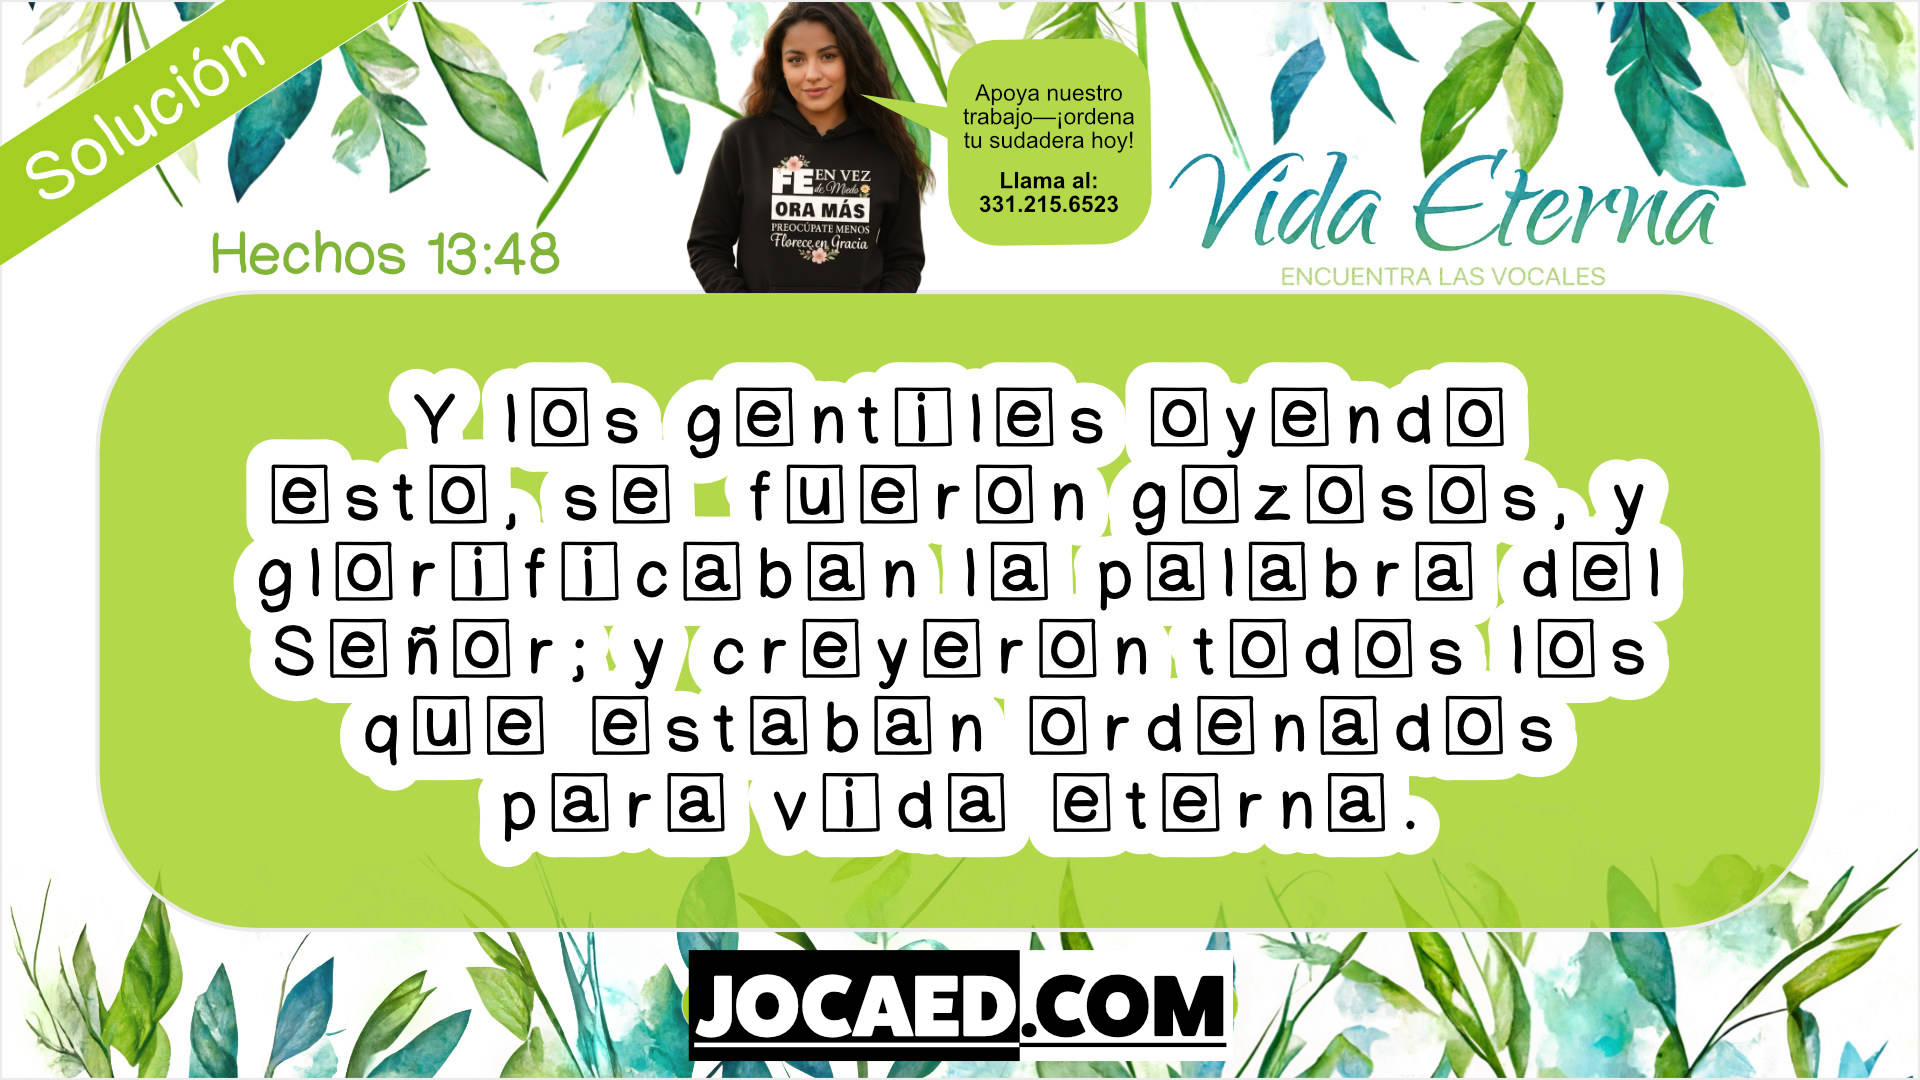 Solución
Hechos 13:48
FE EN VEZ
de Miedo
ORA MÁS
PREOCÚPATE MENOS
Florece en Gracia
Apoya nuestro
trabajo—¡ordena
tu sudadera hoy!
Llama al:
331.215.6523
Vida Eterna
ENCUENTRA LAS VOCALES
Y los gentiles oyendo
esto, se fueron gozosos, y
glorificaban la palabra del
Señor; y creyeron todos los
que estaban ordenados
para vida eterna.
JOCAED.COM